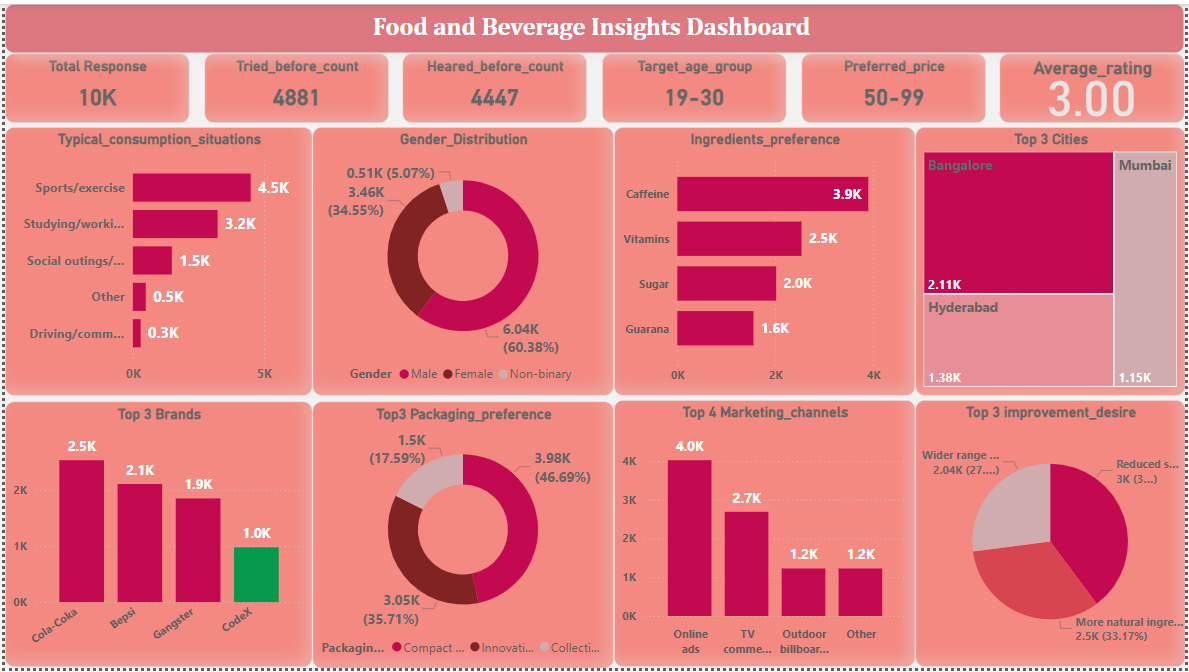 Food and Beverage Insights Dashboard
Total Response
10K
Tried_before_count
4881
Heared_before_count
4447
Target_age_group
19-30
Preferred_price
50-99
Average_rating
3.00
Typical_consumption_situations
Sports/exercise
4.5K
Studying/worki...
3.2K
Social outings/...
1.5K
Other
0.5K
Driving/comm...
0.3K
0K
5K
Gender_Distribution
0.51K (5.07%)
3.46K
(34.55%)
6.04K
(60.38%)
Gender Male Female Non-binary
Ingredients_preference
Caffeine
3.9K
Vitamins
2.5K
Sugar
2.0K
Guarana
1.6K
0K
2K
4K
Top 3 Cities
Bangalore
2.11K
Mumbai
1.15K
Hyderabad
1.38K
Top 3 Brands
2.5K
2.1K
1.9K
1.0K
2K
1K
0K
Cola-Coka
Bepsi
Gangster
CodeX
Top3 Packaging_preference
1.5K
(17.59%)
3.98K
(46.69%)
3.05K
(35.71%)
Packagin... Compact ... Innovati... Collecti...
Top 4 Marketing_channels
4.0K
2.7K
1.2K
1.2K
4K
3K
2K
1K
0K
Online
ads
TV
comme...
Outdoor
billboar...
Other
Top 3 improvement_desire
Wider range ...
2.04K (27....)
Reduced s...
3K (3...)
More natural ingre...
2.5K (33.17%)